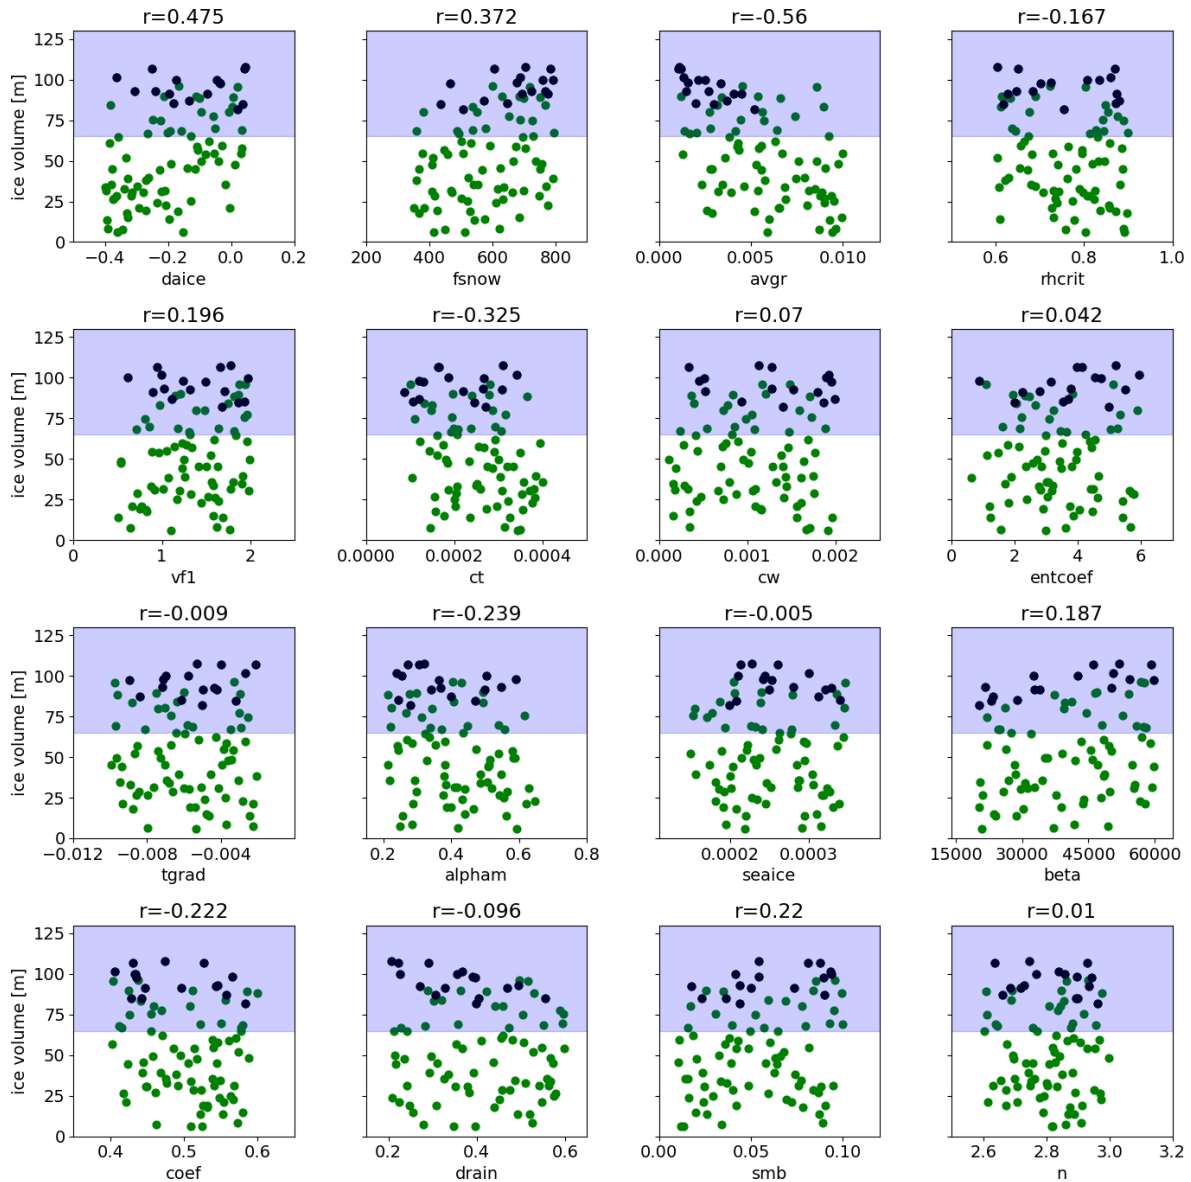 r=0.475 r=0.372 r=-0.56 r=-0.167
ice volume [m]
125
100
75
50
25
0
−0.4 −0.2 0.0 0.2 200 400 600 800 0.000 0.005 0.010 0.6 0.8 1.0
daice fsnow avgr rhcrit
r=0.196 r=-0.325 r=0.07 r=0.042
ice volume [m]
125
100
75
50
25
0
0 1 2 0.0000 0.0002 0.0004 0.000 0.001 0.002 0 2 4 6
vf1 ct cw entcoef
r=-0.009 r=-0.239 r=-0.005 r=0.187
ice volume [m]
125
100
75
50
25
0
−0.012 −0.008 −0.004 0.2 0.4 0.6 0.8 0.0002 0.0003 15000 30000 45000 60000
tgrad alpham seaice beta
r=-0.222 r=-0.096 r=0.22 r=0.01
ice volume [m]
125
100
75
50
25
0
0.4 0.5 0.6 0.2 0.4 0.6 0.00 0.05 0.10 2.6 2.8 3.0 3.2
coef drain smb n